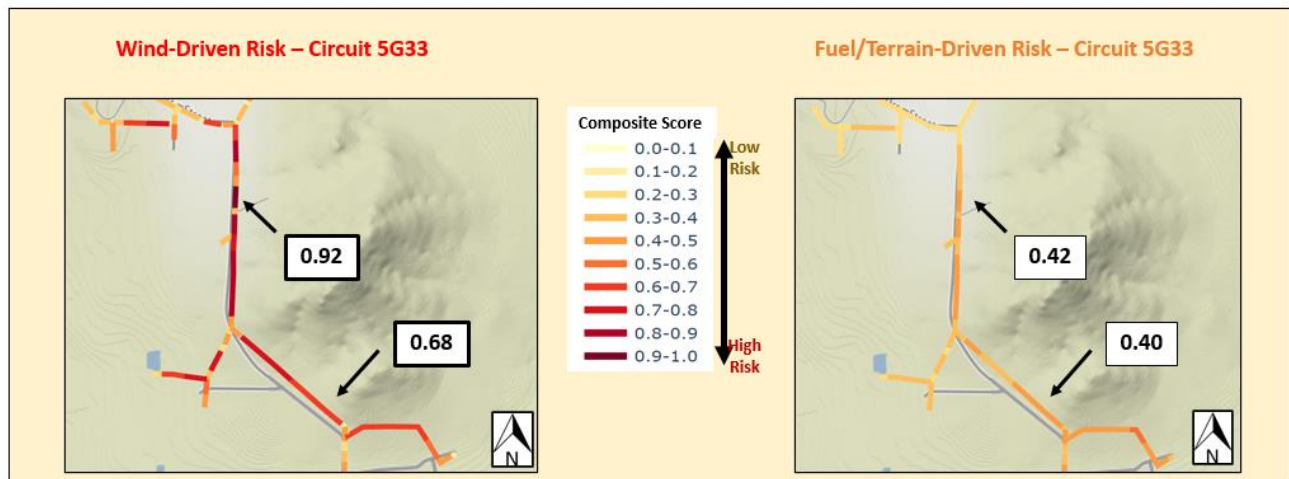 Wind-Driven Risk – Circuit 5G33
Fuel/Terrain-Driven Risk – Circuit 5G33
0.92
0.68
N
Composite Score
0.0-0.1
0.1-0.2
0.2-0.3
0.3-0.4
0.4-0.5
0.5-0.6
0.6-0.7
0.7-0.8
0.8-0.9
0.9-1.0
Low
Risk
High
Risk
0.42
0.40
N